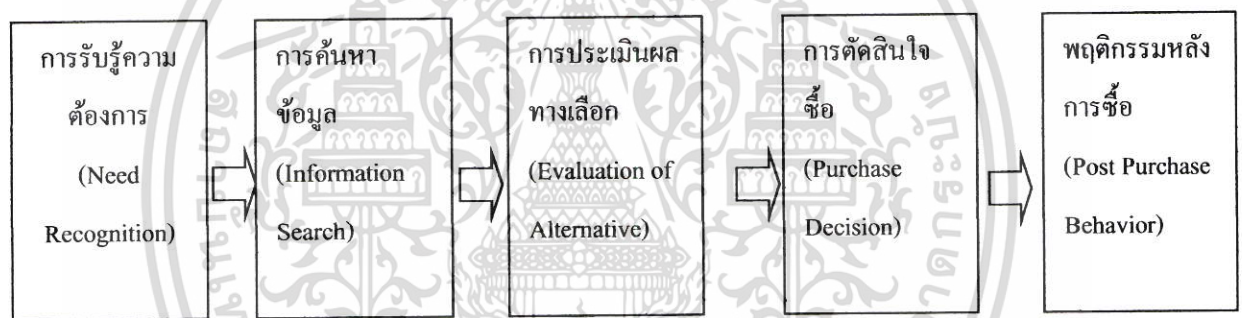 การรับรู้ความ
ต้องการ
(Need
Recognition)
การค้นหา
ข้อมูล
(Information
Search)
การประเมินผล
ทางเลือก
(Evaluation of
Alternative)
การตัดสินใจ
ซื้อ
(Purchase
Decision)
พฤติกรรมหลัง
การซื้อ
(Post Purchase
Behavior)